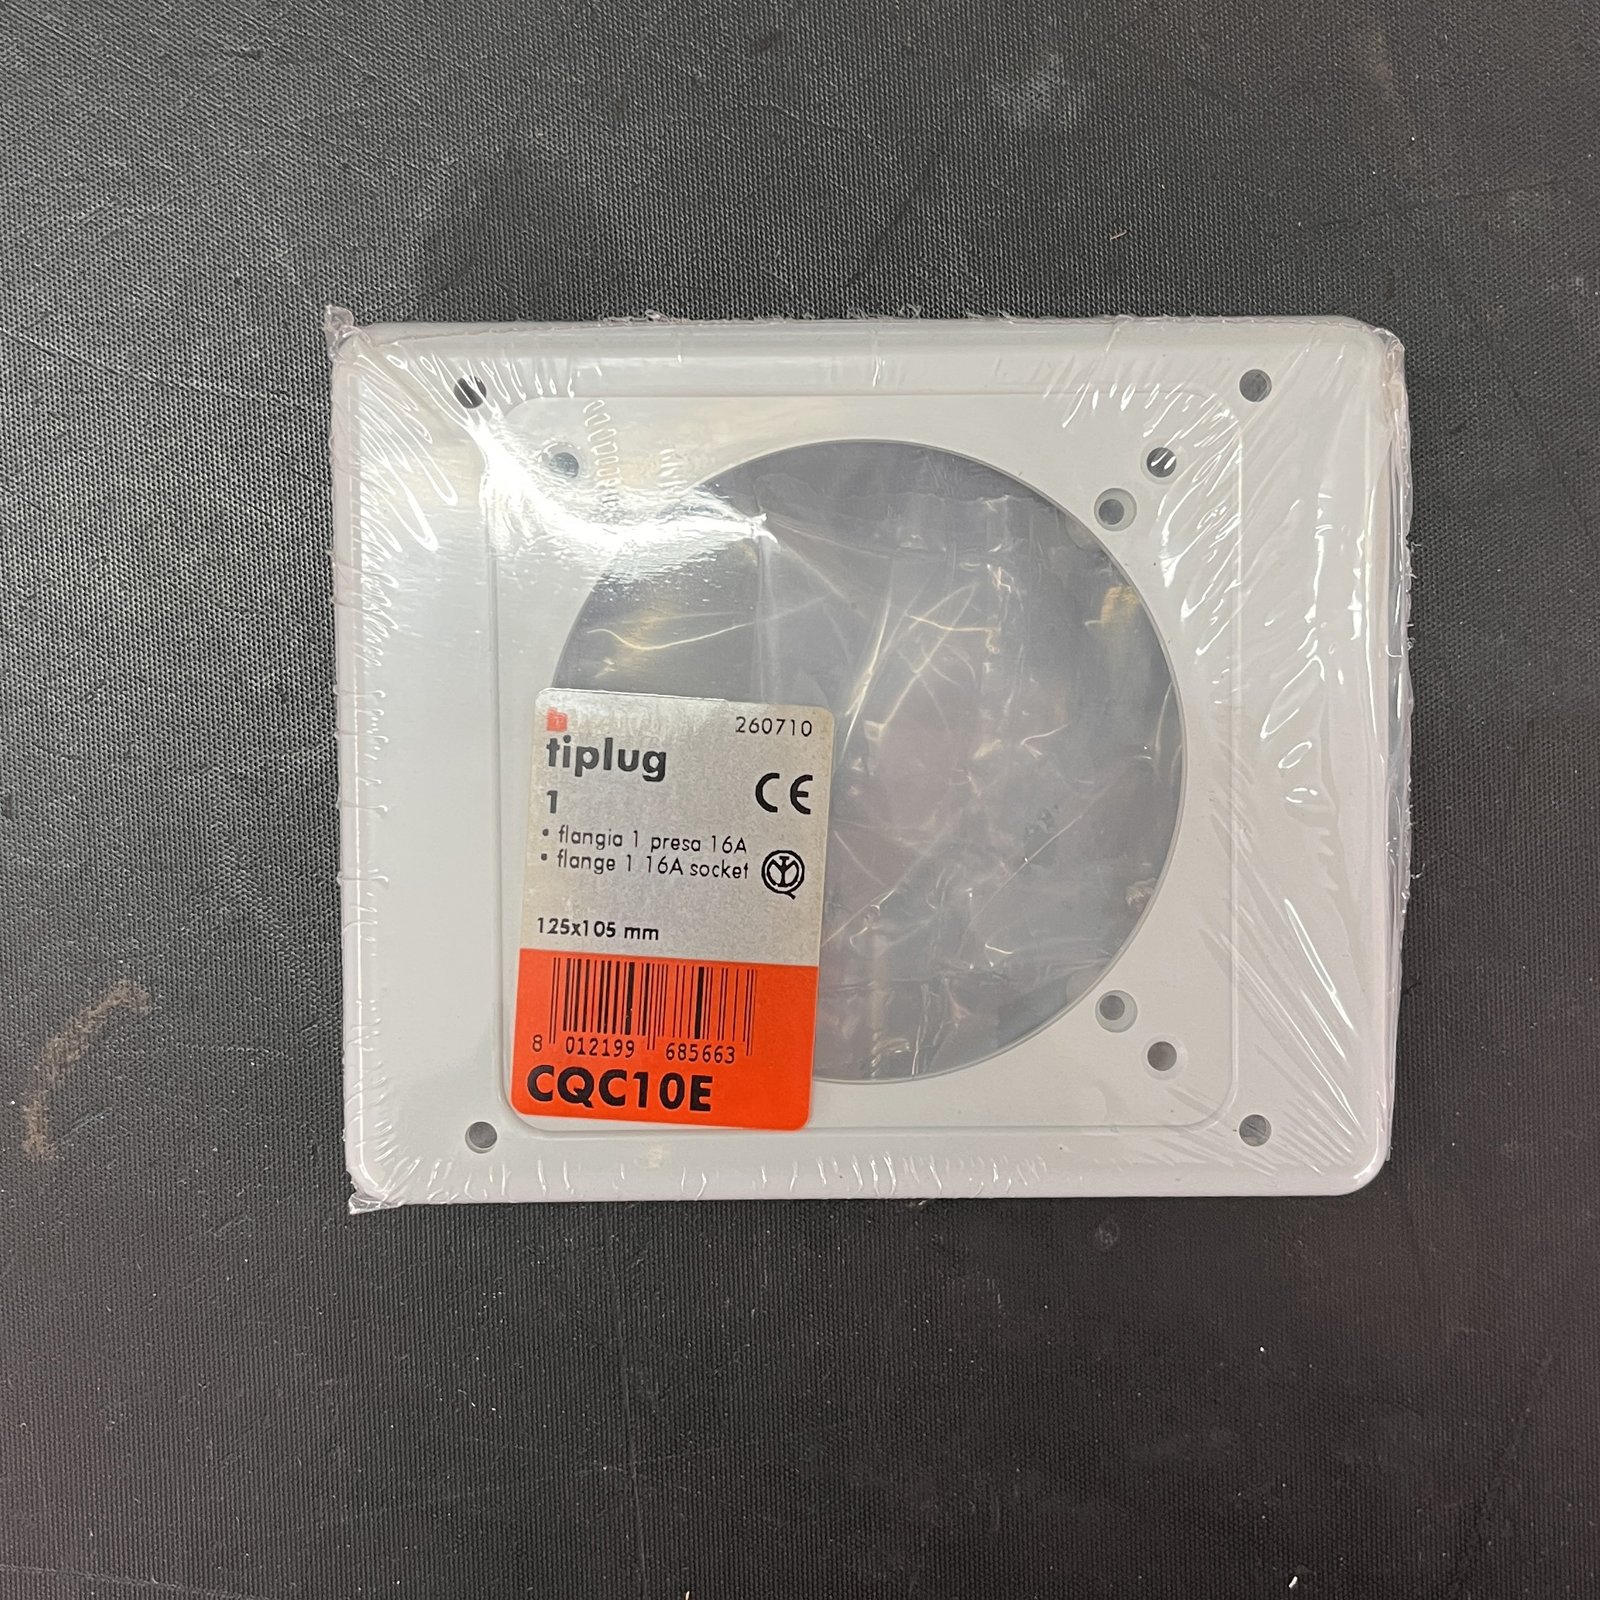 260710
tiplug
CE
1
• flangia 1 presa 16A
• flange 1 16A socket
125x105 mm
8 012199 685663
CQC10E